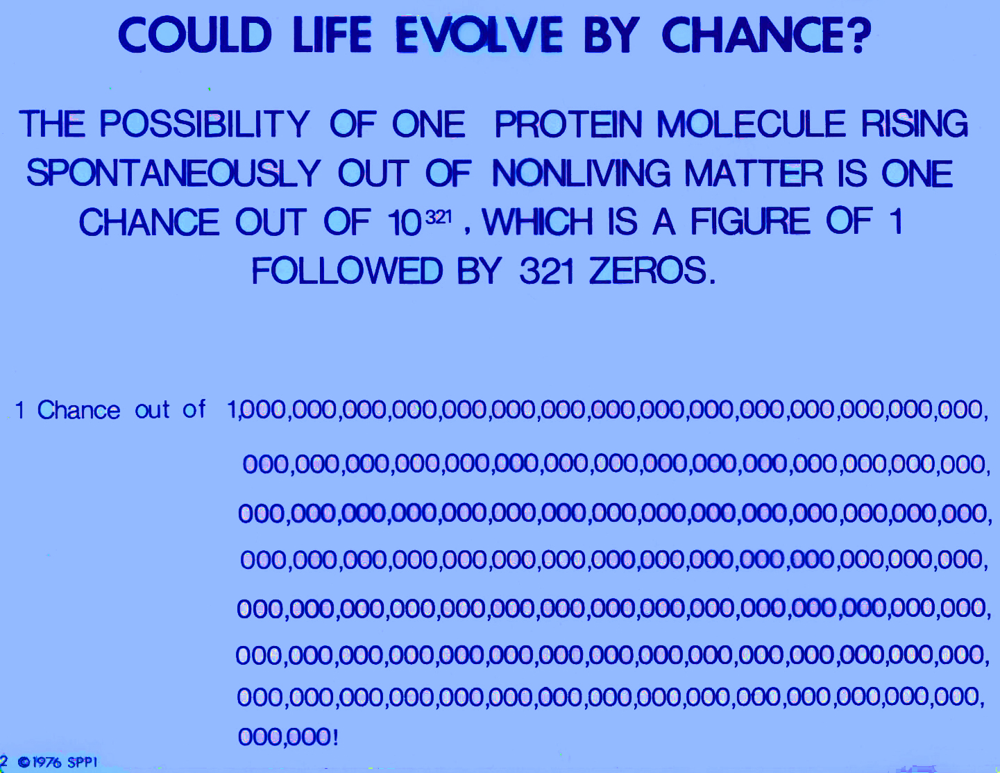 COULD LIFE EVOLVE BY CHANCE?
THE POSSIBILITY OF ONE PROTEIN MOLECULE RISING
SPONTANEOUSLY OUT OF NONLIVING MATTER IS ONE
CHANCE OUT OF 10³²¹, WHICH IS A FIGURE OF 1
FOLLOWED BY 321 ZEROS.
1 Chance out of 1,000,000,000,000,000,000,000,000,000,000,000,000,000,000,000,
000,000,000,000,000,000,000,000,000,000,000,000,000,000,000,
000,000,000,000,000,000,000,000,000,000,000,000,000,000,000,
000,000,000,000,000,000,000,000,000,000,000,000,000,000,000,
000,000,000,000,000,000,000,000,000,000,000,000,000,000,000,
000,000,000,000,000,000,000,000,000,000,000,000,000,000,000,
000,000,000,000,000,000,000,000,000,000,000,000,000,000,000,
000,000!
2 ©1976 SPPI